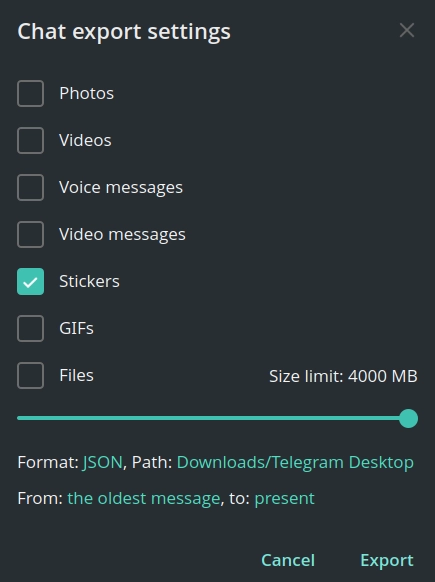 Chat export settings
Photos
Videos
Voice messages
Video messages
Stickers
GIFs
Files Size limit: 4000 MB
Format: JSON, Path: Downloads/Telegram Desktop
From: the oldest message, to: present
Cancel Export